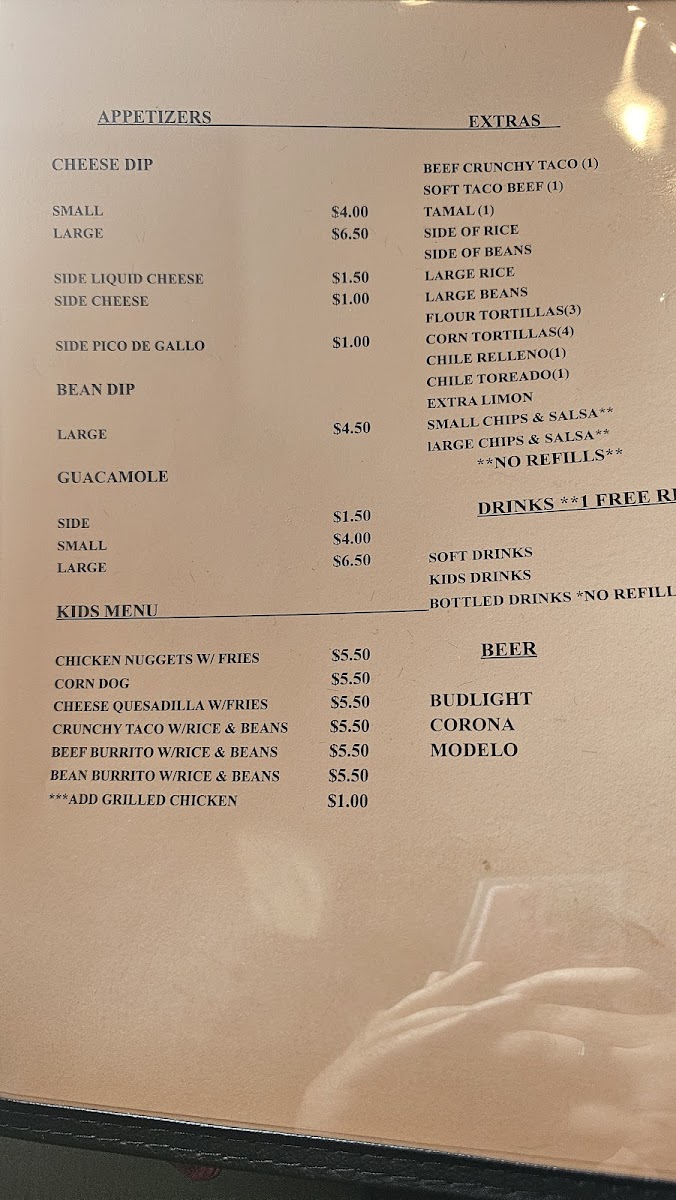 APPETIZERS
CHEESE DIP
SMALL $4.00
LARGE $6.50
SIDE LIQUID CHEESE $1.50
SIDE CHEESE $1.00
SIDE PICO DE GALLO $1.00
BEAN DIP
LARGE $4.50
GUACAMOLE
SIDE $1.50
SMALL $4.00
LARGE $6.50
KIDS MENU
CHICKEN NUGGETS W/ FRIES $5.50
CORN DOG $5.50
CHEESE QUESADILLA W/FRIES $5.50
CRUNCHY TACO W/RICE & BEANS $5.50
BEEF BURRITO W/RICE & BEANS $5.50
BEAN BURRITO W/RICE & BEANS $5.50
***ADD GRILLED CHICKEN $1.00
EXTRAS
BEEF CRUNCHY TACO (1)
SOFT TACO BEEF (1)
TAMAL (1)
SIDE OF RICE
SIDE OF BEANS
LARGE RICE
LARGE BEANS
FLOUR TORTILLAS(3)
CORN TORTILLAS(4)
CHILE RELLENO(1)
CHILE TOREADO(1)
EXTRA LIMON
SMALL CHIPS & SALSA**
lARGE CHIPS & SALSA**
**NO REFILLS**
DRINKS **1 FREE
SOFT DRINKS
KIDS DRINKS
BOTTLED DRINKS *NO REFILL
BEER
BUDLIGHT
CORONA
MODELO